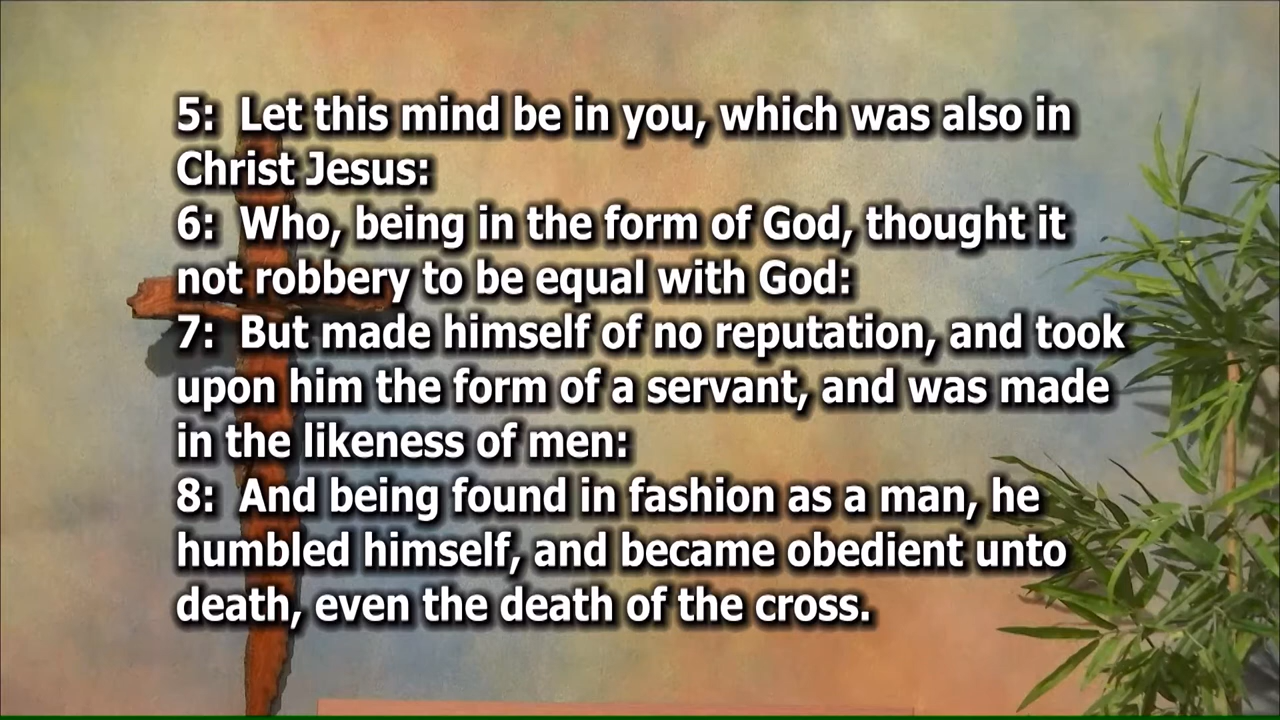 5:  Let this mind be in you, which was also in
Christ Jesus:
6:  Who, being in the form of God, thought it
not robbery to be equal with God:
7:  But made himself of no reputation, and took
upon him the form of a servant, and was made
in the likeness of men:
8:  And being found in fashion as a man, he
humbled himself, and became obedient unto
death, even the death of the cross.